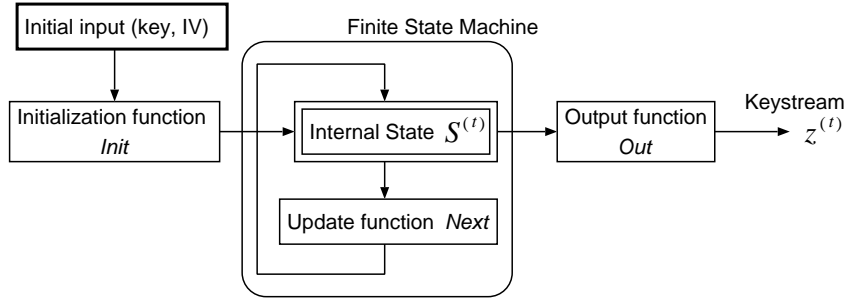 Initial input (key, IV)
Finite State Machine
Initialization function
Init
Internal State S^(t)
Output function
Out
Keystream
z^(t)
Update function Next